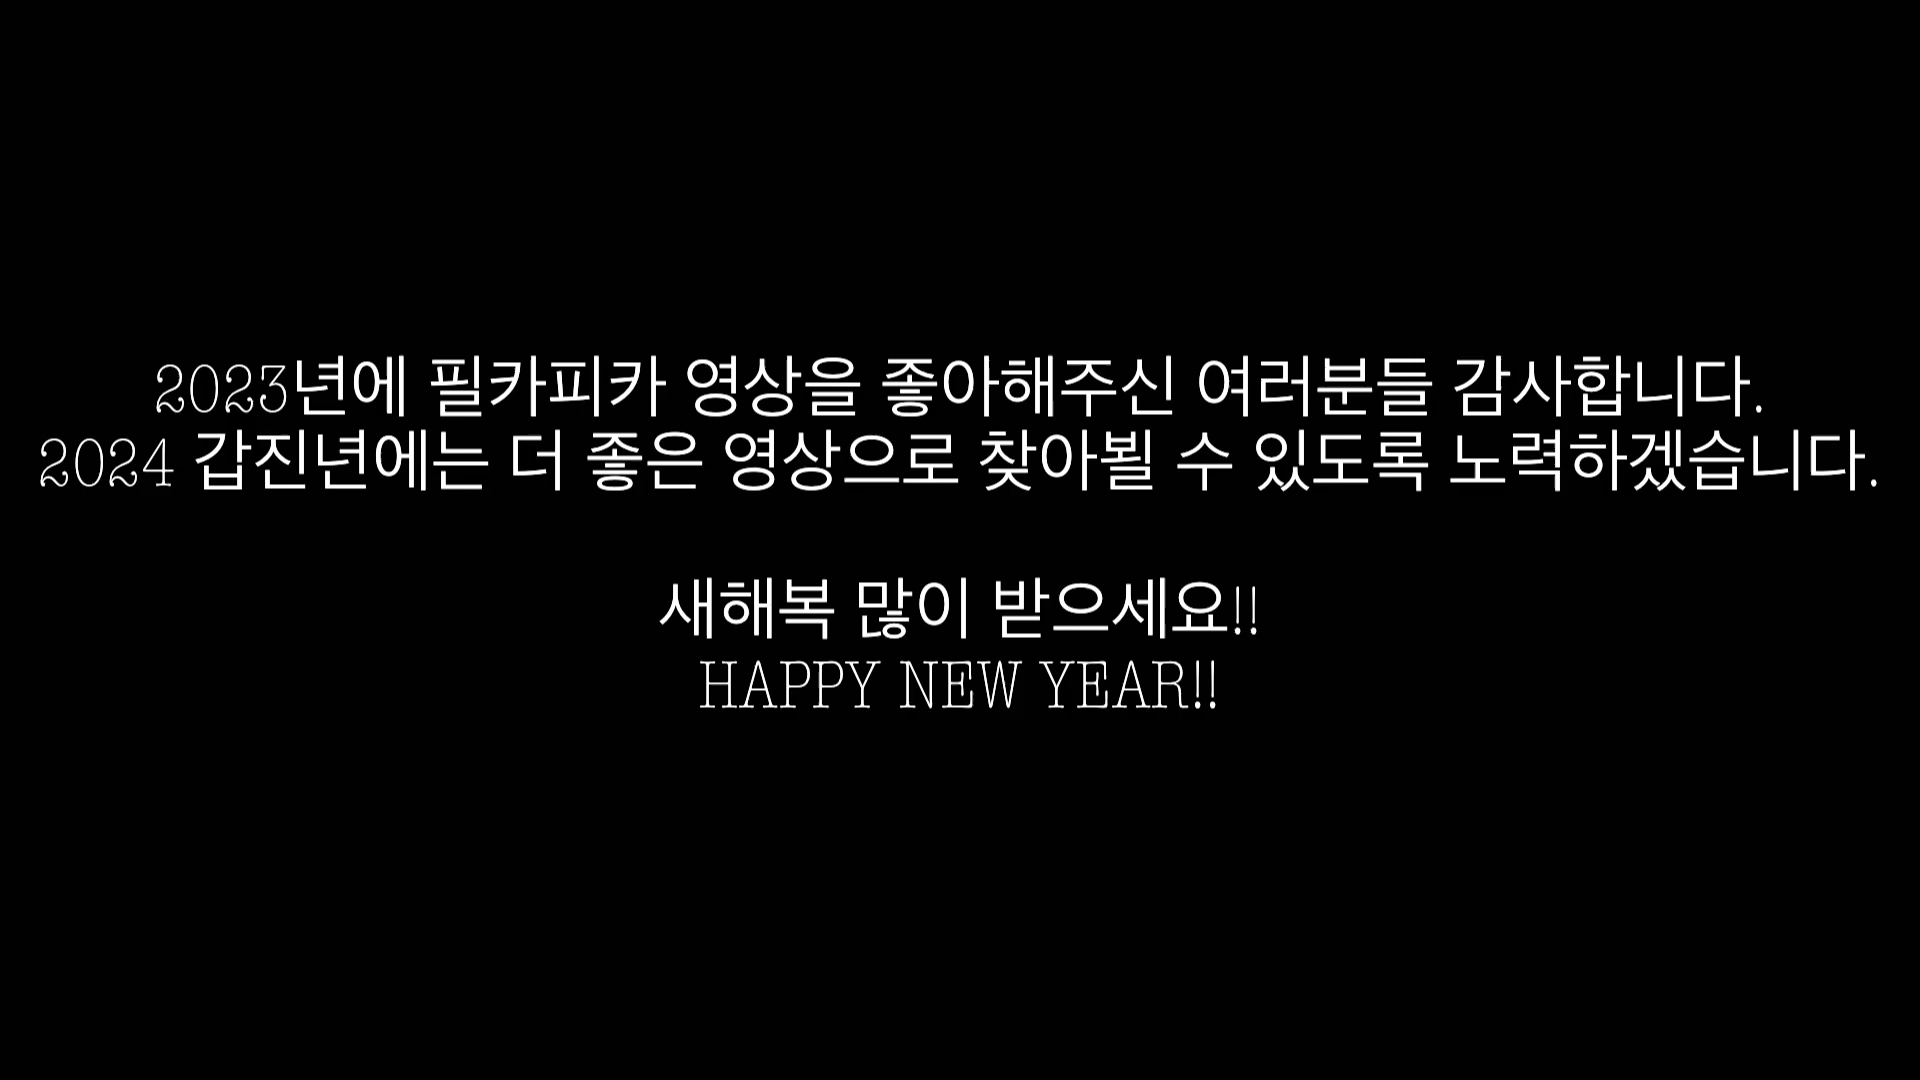 2023년에 필카피카 영상을 좋아해주신 여러분들 감사합니다.
2024 갑진년에는 더 좋은 영상으로 찾아뵐 수 있도록 노력하겠습니다.
새해복 많이 받으세요!!
HAPPY NEW YEAR!!